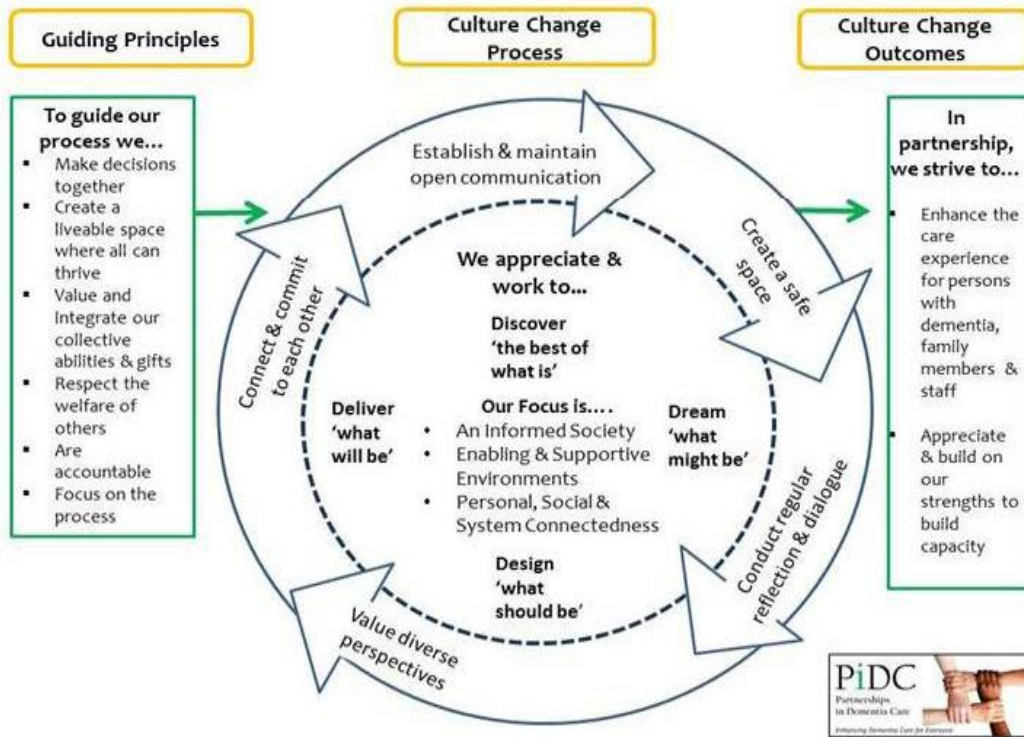 Guiding Principles
Culture Change
Process
Culture Change
Outcomes
To guide our
process we...
▪ Make decisions
together
▪ Create a
liveable space
where all can
thrive
▪ Value and
integrate our
collective
abilities & gifts
▪ Respect the
welfare of
others
▪ Are
accountable
▪ Focus on the
process
Connect & commit
to each other
Establish & maintain
open communication
Create a safe
space
Conduct regular
reflection & dialogue
Value diverse
perspectives
We appreciate &
work to...
Discover
'the best of
what is'
Deliver
'what
will be'
Our Focus is....
• An Informed Society
• Enabling & Supportive
Environments
• Personal, Social &
System Connectedness
Dream
'what
might be'
Design
'what
should be'
In
partnership,
we strive to...
▪ Enhance the
care
experience
for persons
with
dementia,
family
members &
staff
▪ Appreciate
& build on
our
strengths to
build
capacity
PiDC
Partnerships
in Dementia Care
Enhancing Dementia Care for Everyone